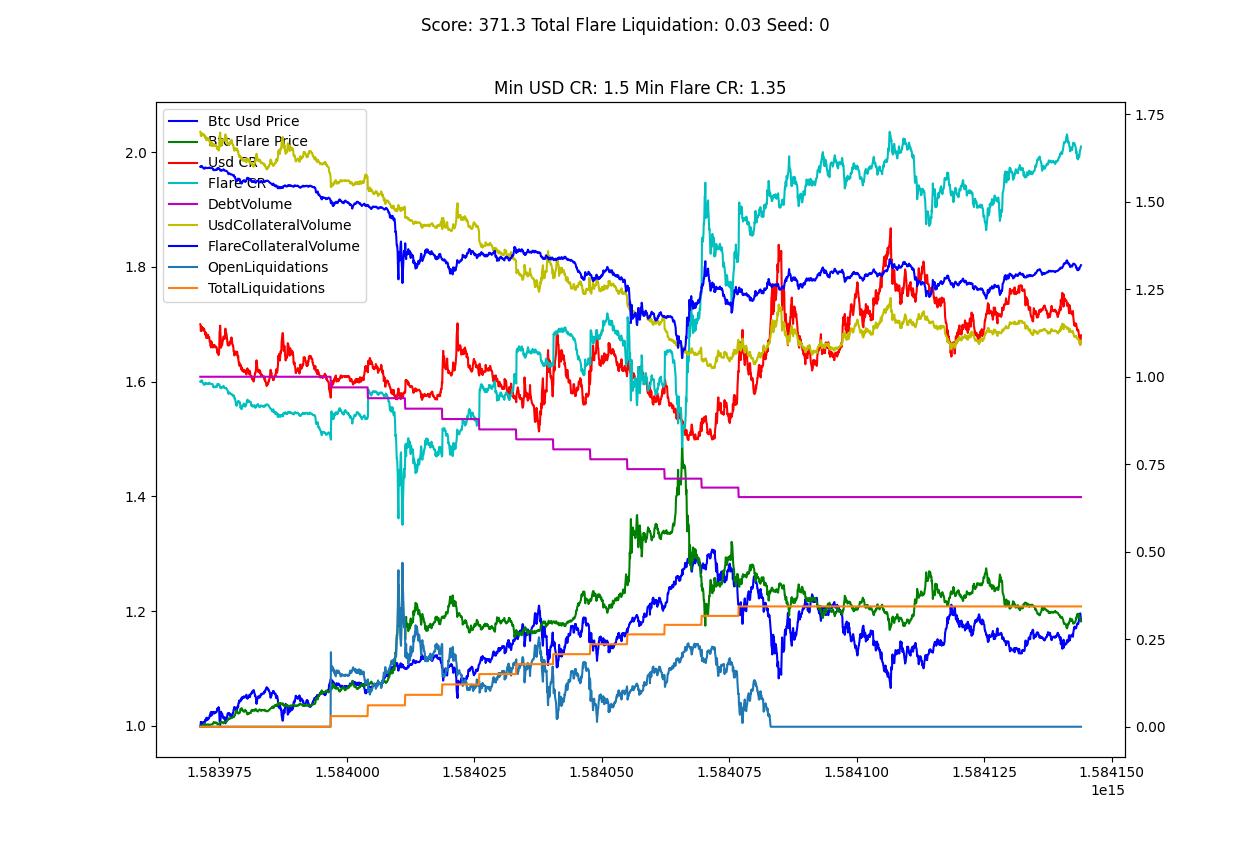 Score: 371.3 Total Flare Liquidation: 0.03 Seed: 0
Min USD CR: 1.5 Min Flare CR: 1.35
Btc Usd Price
Btc Flare Price
Usd CR
Flare CR
DebtVolume
UsdCollateralVolume
FlareCollateralVolume
OpenLiquidations
TotalLiquidations
2.0
1.8
1.6
1.4
1.2
1.0
1.75
1.50
1.25
1.00
0.75
0.50
0.25
0.00
1.583975 1.584000 1.584025 1.584050 1.584075 1.584100 1.584125 1.584150
1e15